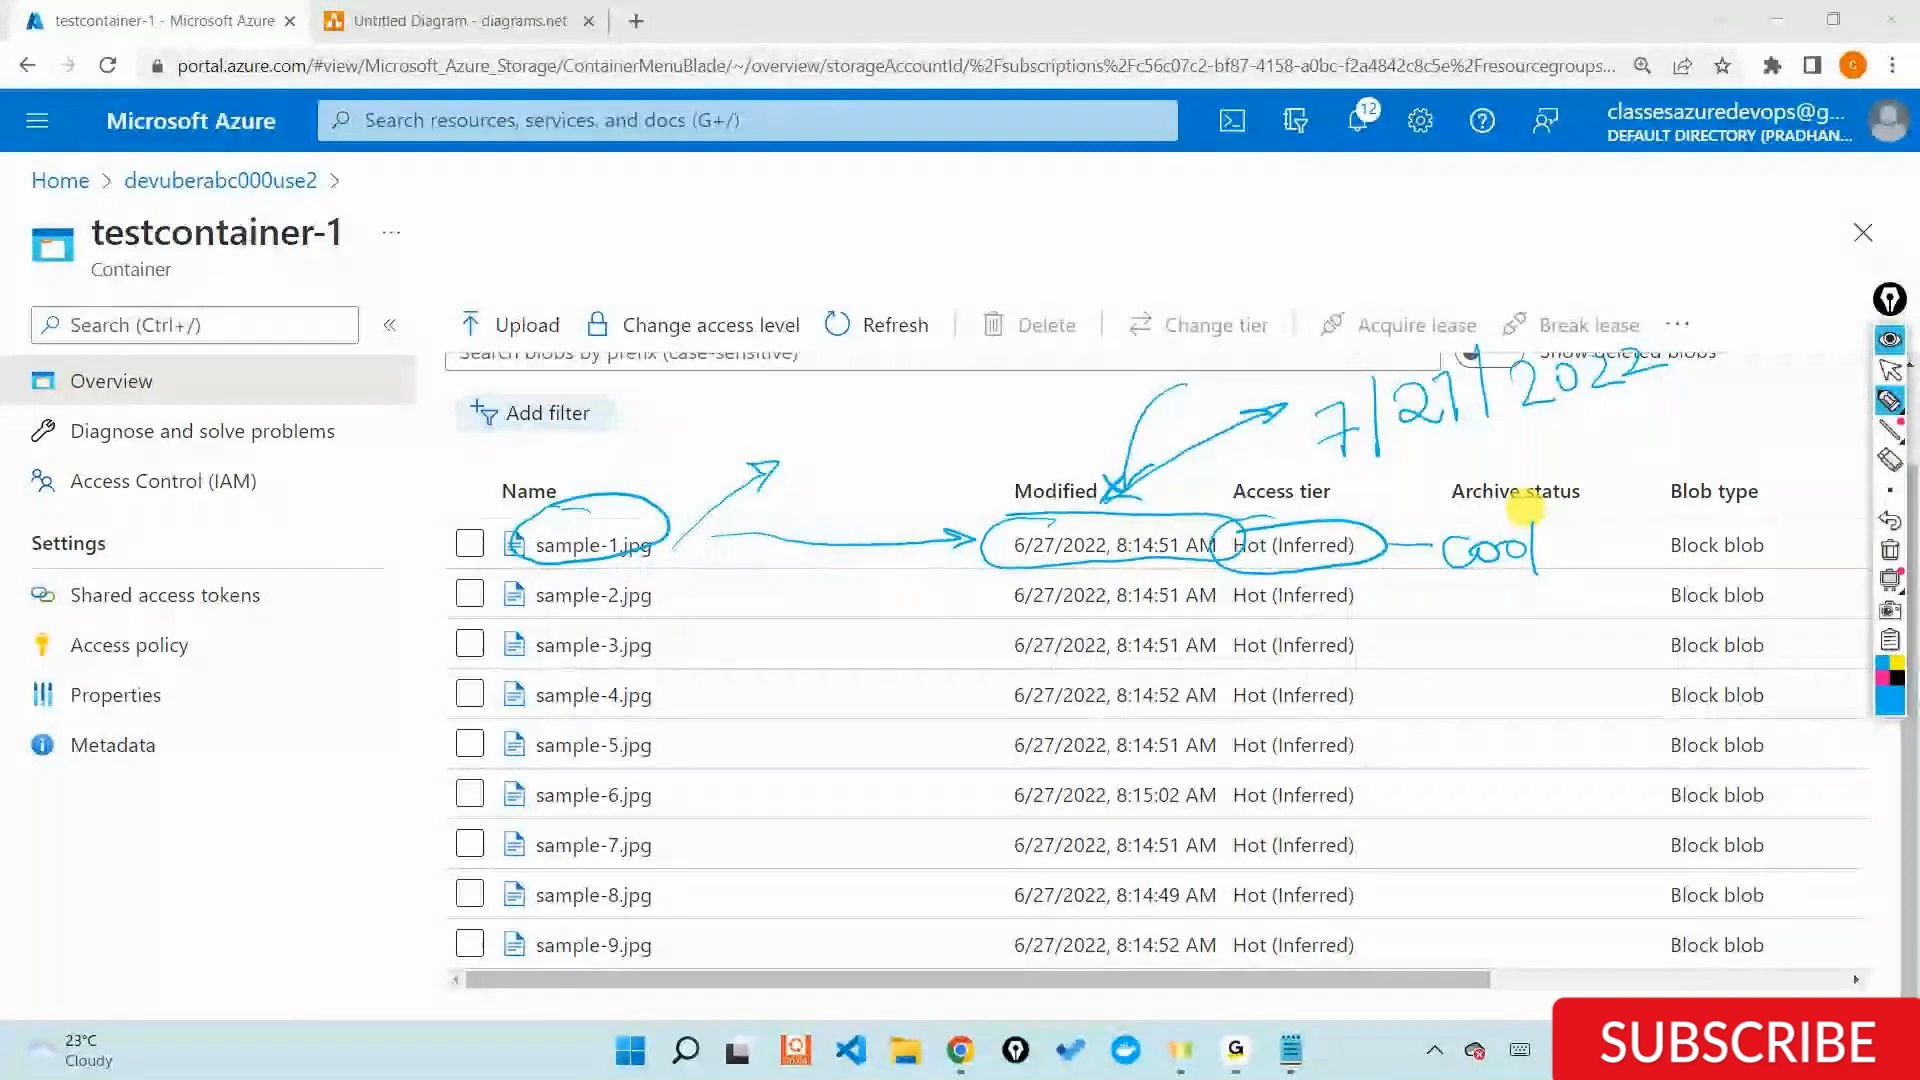 testcontainer-1 - Microsoft Azure
Untitled Diagram - diagrams.net
portal.azure.com/#view/Microsoft_Azure_Storage/ContainerMenuBlade/~/overview/storageAccountId/%2Fsubscriptions%2Fc56c07c2-bf87-4158-a0bc-f2a4842c8c5e%2Fresourcegroups...
C
Microsoft Azure
Search resources, services, and docs (G+/)
12
classesazuredevops@g...
DEFAULT DIRECTORY (PRADHAN...
Home > devuberabc000use2 >
testcontainer-1 ...
Container
Search (Ctrl+/)
Upload Change access level Refresh Delete Change tier Acquire lease Break lease ...
Search blobs by prefix (case-sensitive) Show deleted blobs
Overview
Diagnose and solve problems
Access Control (IAM)
Settings
Shared access tokens
Access policy
Properties
Metadata
Add filter
7/27/2022
Name Modified Access tier Archive status Blob type
sample-1.jpg 6/27/2022, 8:14:51 AM Hot (Inferred) Cool Block blob
sample-2.jpg 6/27/2022, 8:14:51 AM Hot (Inferred) Block blob
sample-3.jpg 6/27/2022, 8:14:51 AM Hot (Inferred) Block blob
sample-4.jpg 6/27/2022, 8:14:52 AM Hot (Inferred) Block blob
sample-5.jpg 6/27/2022, 8:14:51 AM Hot (Inferred) Block blob
sample-6.jpg 6/27/2022, 8:15:02 AM Hot (Inferred) Block blob
sample-7.jpg 6/27/2022, 8:14:51 AM Hot (Inferred) Block blob
sample-8.jpg 6/27/2022, 8:14:49 AM Hot (Inferred) Block blob
sample-9.jpg 6/27/2022, 8:14:52 AM Hot (Inferred) Block blob
23°C
Cloudy
G
SUBSCRIBE